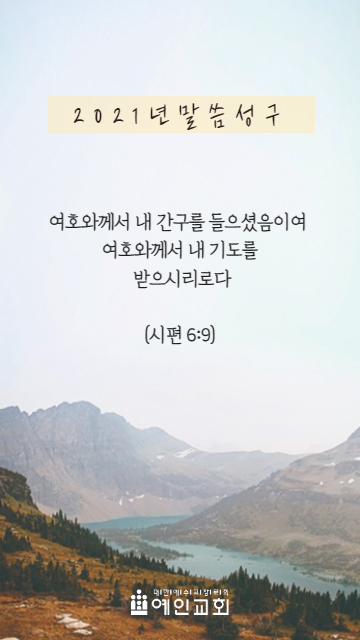 2021년말씀성구
여호와께서 내 간구를 들으셨음이여
여호와께서 내 기도를
받으시리로다
(시편 6:9)
예인교회